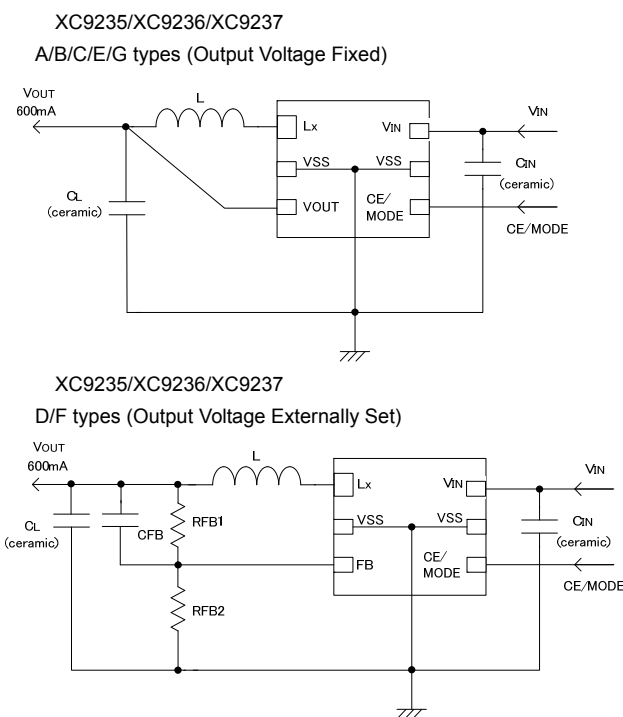 XC9235/XC9236/XC9237
A/B/C/E/G types (Output Voltage Fixed)
VOUT
600mA
L
Lx
VIN
VIN
VSS
VSS
CIN
(ceramic)
CL
(ceramic)
VOUT
CE/
MODE
CE/MODE
XC9235/XC9236/XC9237
D/F types (Output Voltage Externally Set)
VOUT
600mA
L
Lx
VIN
VIN
CL
(ceramic)
CFB
RFB1
VSS
VSS
CIN
(ceramic)
FB
CE/
MODE
CE/MODE
RFB2